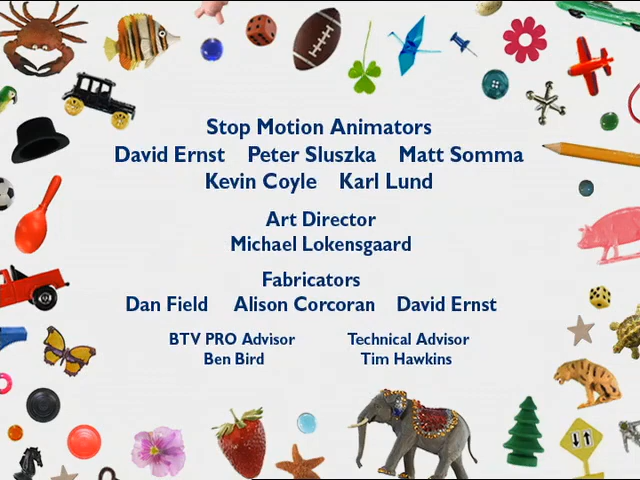 Stop Motion Animators
David Ernst Peter Sluszka Matt Somma
Kevin Coyle Karl Lund
Art Director
Michael Lokensgaard
Fabricators
Dan Field Alison Corcoran David Ernst
BTV PRO Advisor Technical Advisor
Ben Bird Tim Hawkins